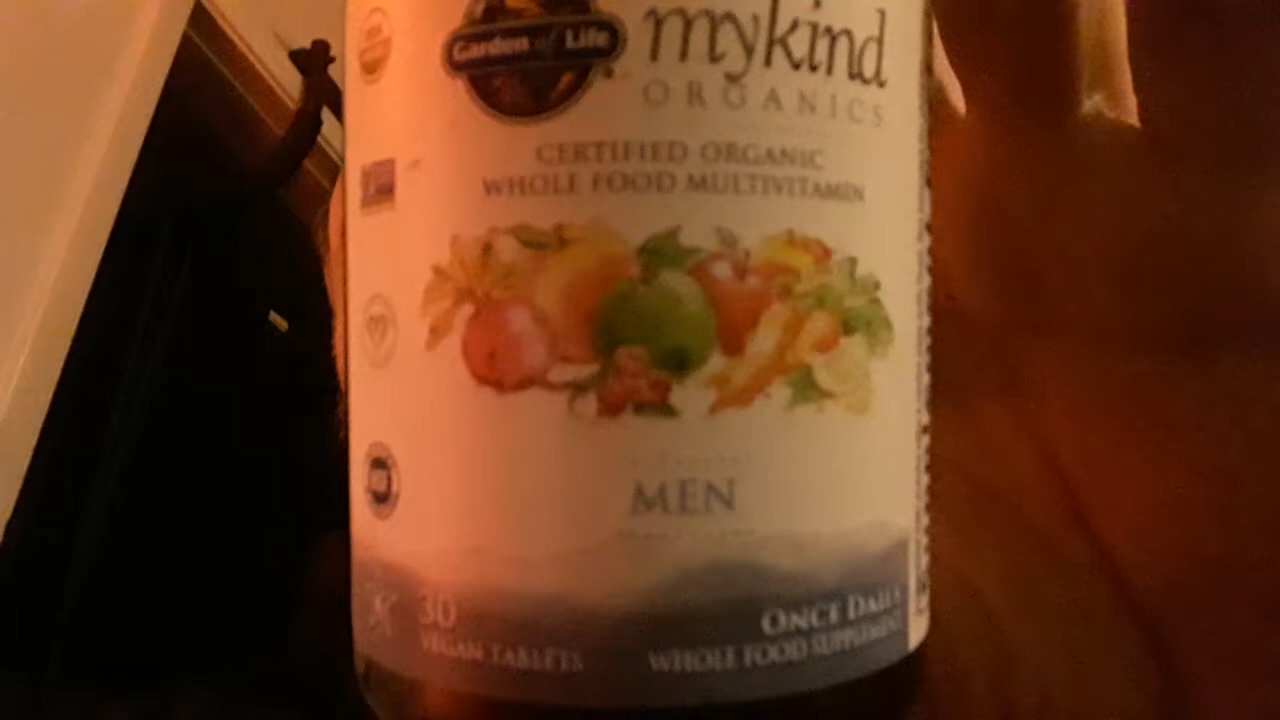 Garden of Life
mykind
ORGANICS
CERTIFIED ORGANIC
WHOLE FOOD MULTIVITAMIN
MEN
30
VEGAN TABLETS
ONCE DAILY
WHOLE FOOD SUPPLEMENT